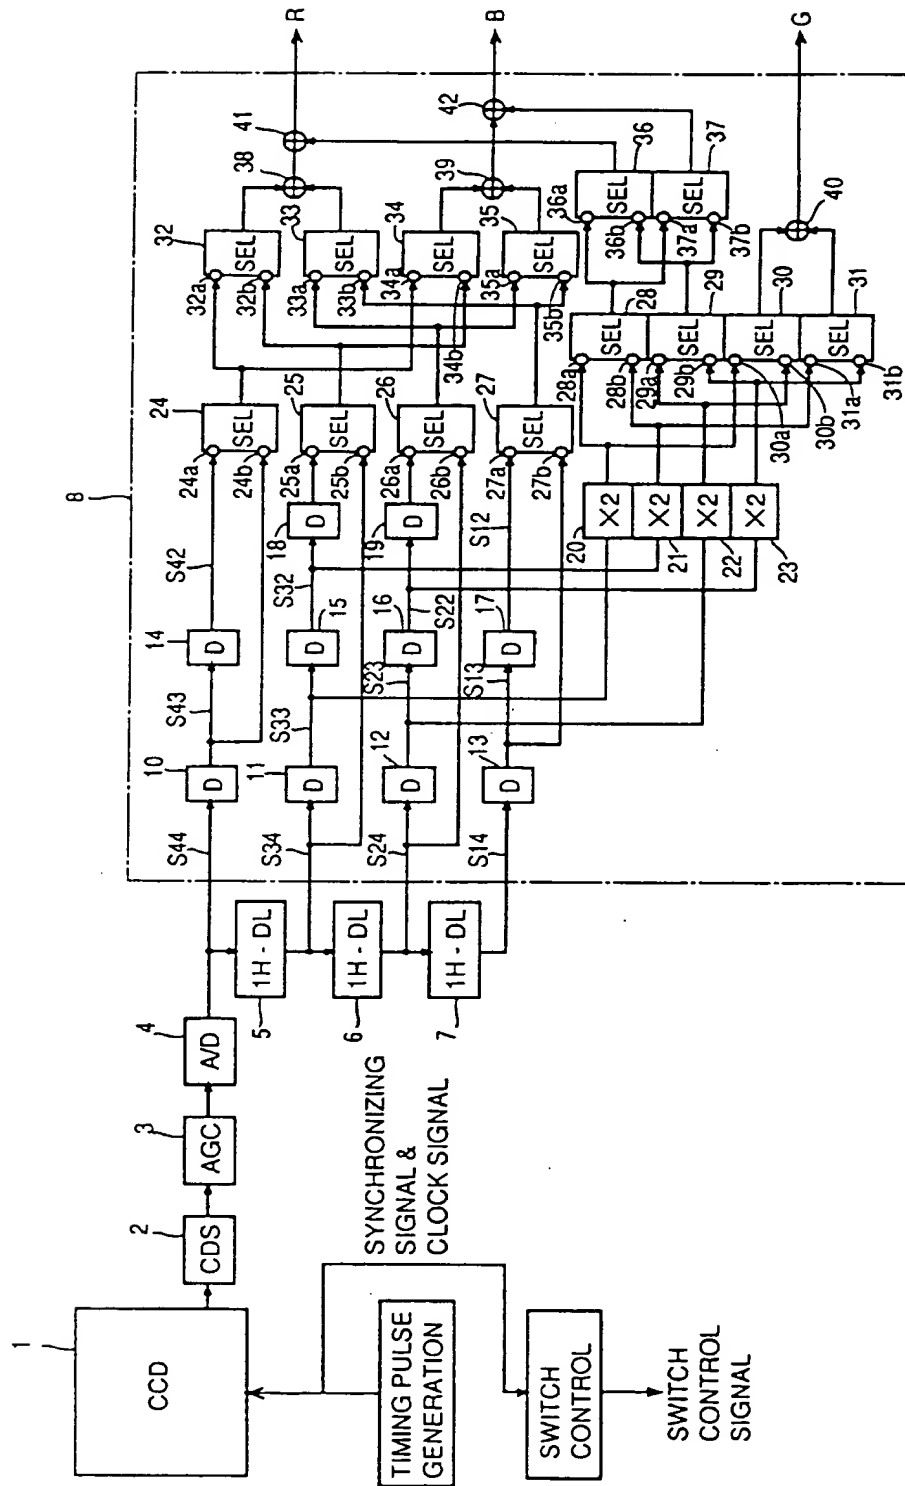 1
CCD
2
CDS
3
AGC
4
A/D
5
1H - DL
6
1H - DL
7
1H - DL
SYNCHRONIZING
SIGNAL &
CLOCK SIGNAL
TIMING PULSE
GENERATION
SWITCH
CONTROL
SWITCH
CONTROL
SIGNAL
8
S44
10
D
S43
14
D
S42
24
24a
24b
SEL
32
32a
32b
SEL
38
41
R
S34
11
D
S33
15
D
S32
18
D
25
25a
25b
SEL
33
33a
33b
SEL
S24
12
D
S23
16
D
S22
19
D
26
26a
26b
SEL
34
34a
34b
SEL
39
42
B
S14
13
D
S13
17
D
S12
27
27a
27b
SEL
35
35a
35b
SEL
20
X2
21
X2
22
X2
23
X2
28a
28b
SEL
28
29a
29b
SEL
29
30a
30b
SEL
30
31a
31b
SEL
31
36a
36b
SEL
36
37a
37b
SEL
37
40
G